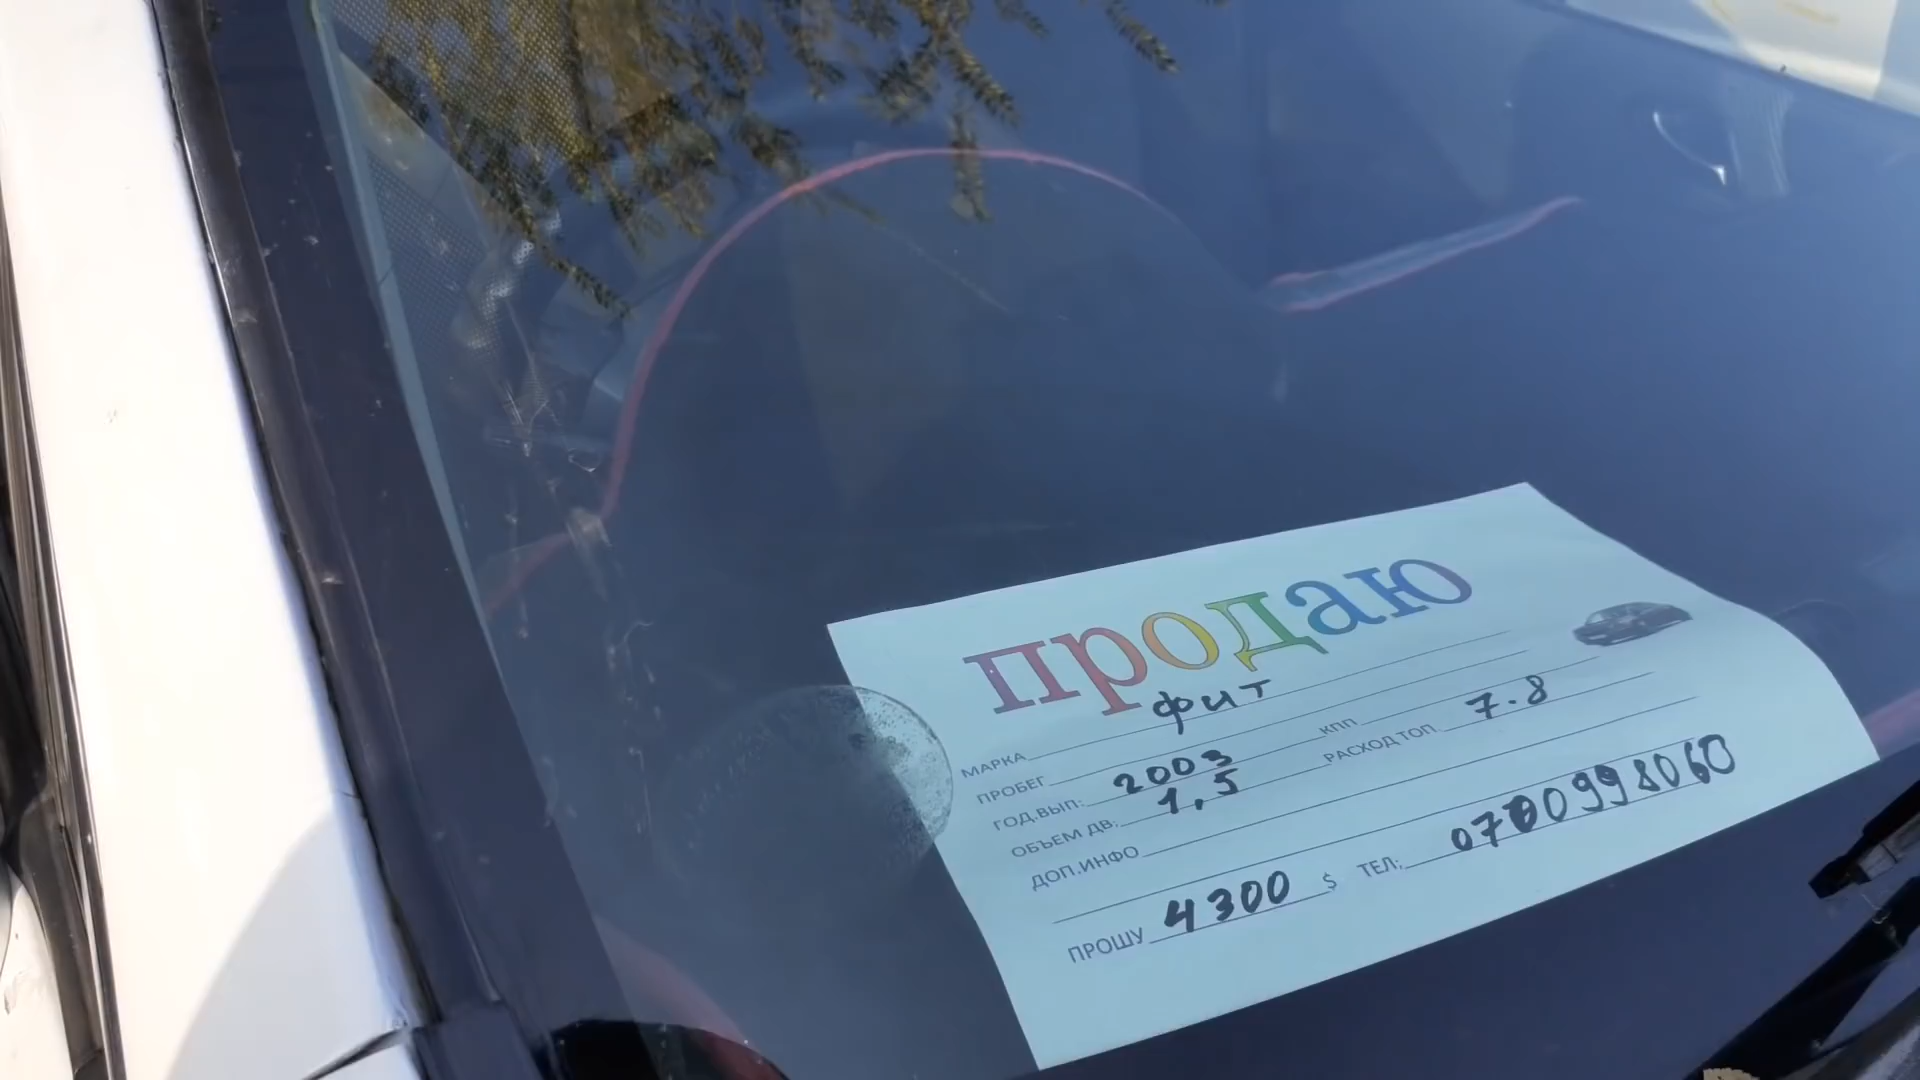 продаю
МАРКА фит
ПРОБЕГ КПП
ГОД.ВЫП: 2003 РАСХОД ТОП 7.8
ОБЪЕМ ДВ: 1,5
ДОП.ИНФО
ПРОШУ 4300 $ ТЕЛ: 0700998060